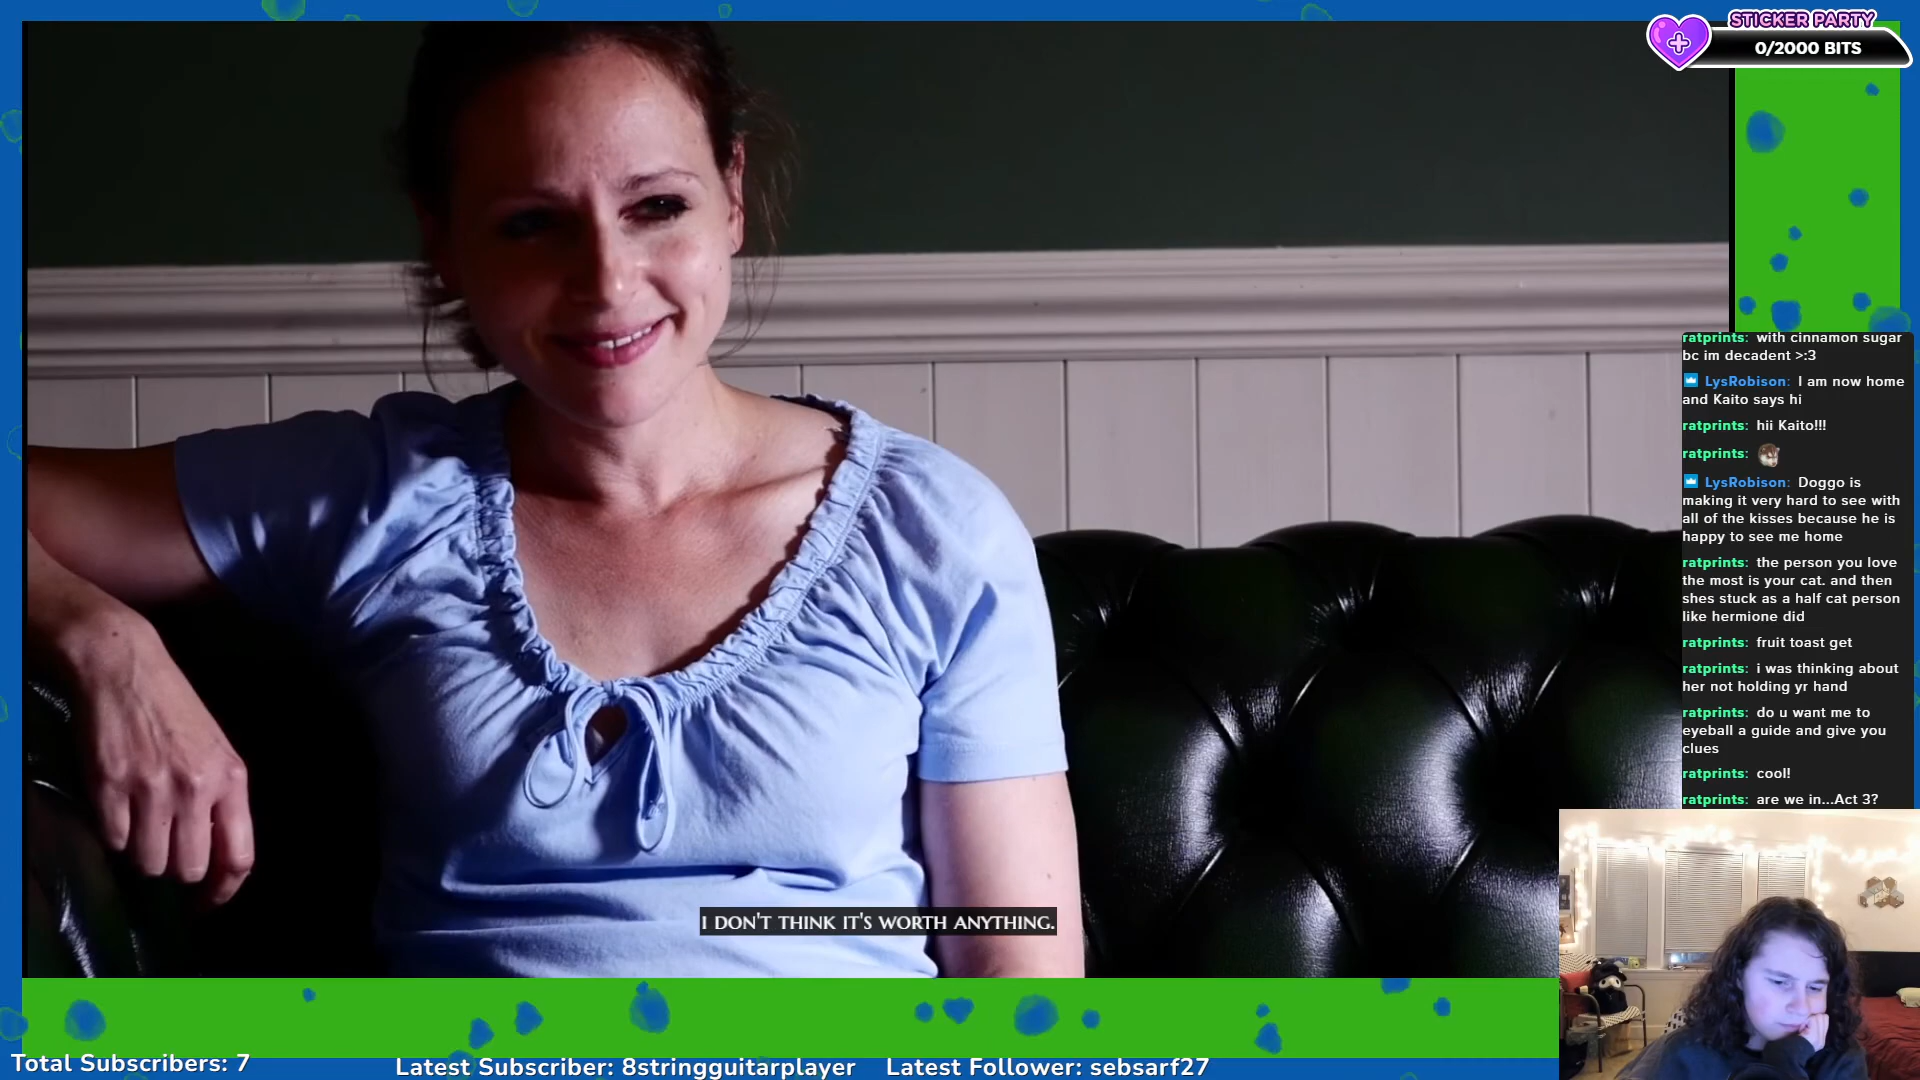 STICKER PARTY
0/2000 BITS
ratprints: with cinnamon sugar
bc im decadent >:3
LysRobison: I am now home
and Kaito says hi
ratprints: hii Kaito!!!
ratprints:
LysRobison: Doggo is
making it very hard to see with
all of the kisses because he is
happy to see me home
ratprints: the person you love
the most is your cat. and then
shes stuck as a half cat person
like hermione did
ratprints: fruit toast get
ratprints: i was thinking about
her not holding yr hand
ratprints: do u want me to
eyeball a guide and give you
clues
ratprints: cool!
ratprints: are we in...Act 3?
I DON'T THINK IT'S WORTH ANYTHING.
Total Subscribers: 7
Latest Subscriber: 8stringguitarplayer
Latest Follower: sebsarf27